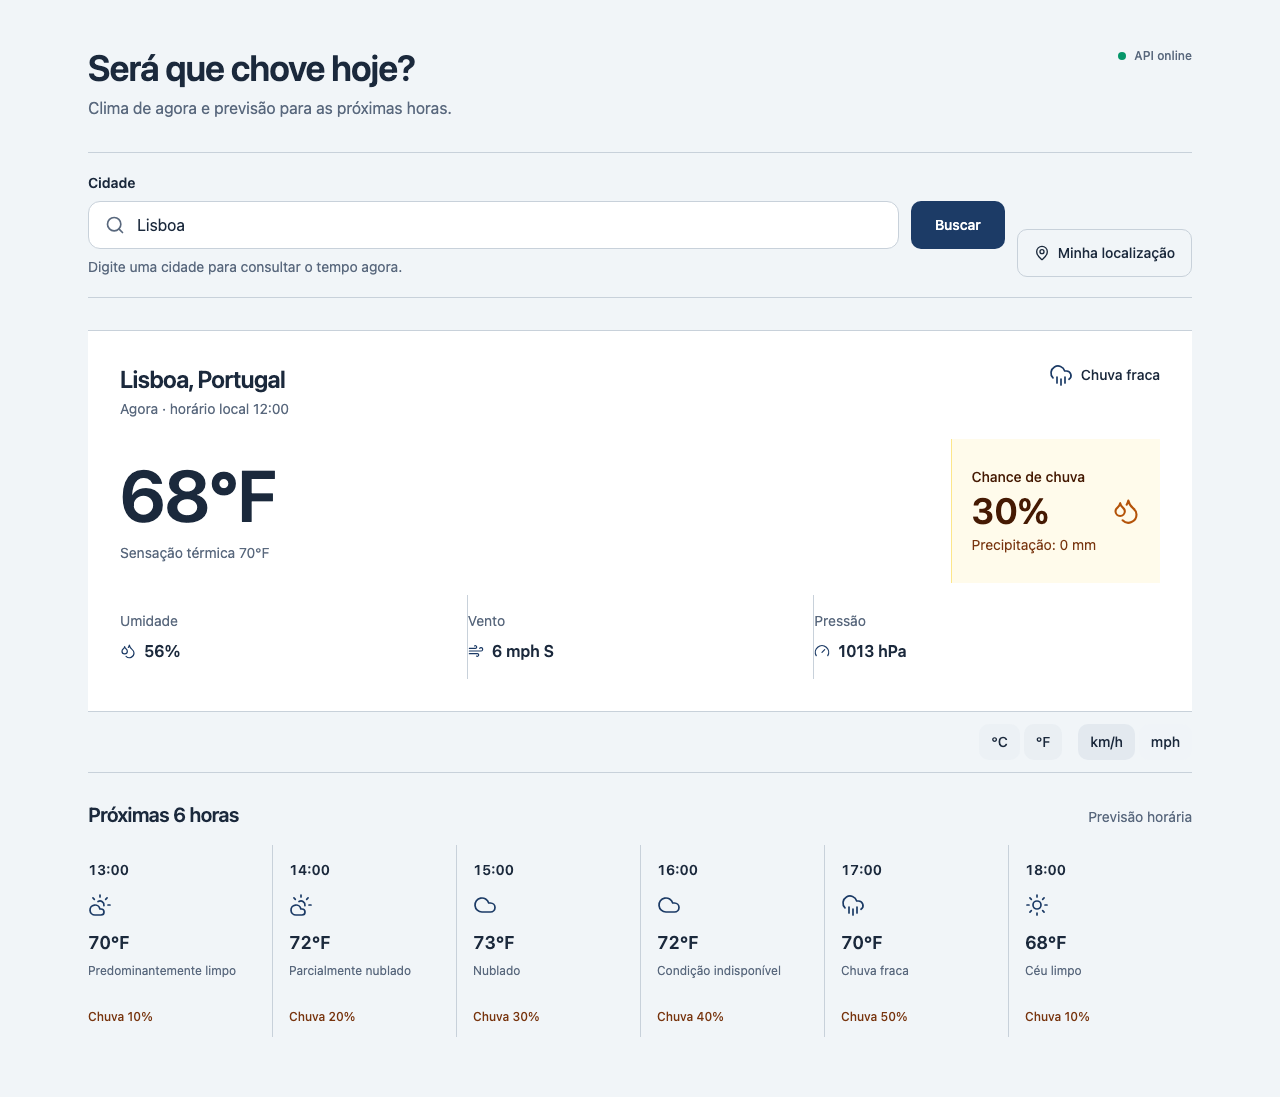 Será que chove hoje?
API online
Clima de agora e previsão para as próximas horas.
Cidade
Lisboa
Buscar
Minha localização
Digite uma cidade para consultar o tempo agora.
Lisboa, Portugal
Chuva fraca
Agora · horário local 12:00
68°F
Sensação térmica 70°F
Chance de chuva
30%
Precipitação: 0 mm
Umidade
56%
Vento
6 mph S
Pressão
1013 hPa
°C °F km/h mph
Próximas 6 horas
Previsão horária
13:00
70°F
Predominantemente limpo
Chuva 10%
14:00
72°F
Parcialmente nublado
Chuva 20%
15:00
73°F
Nublado
Chuva 30%
16:00
72°F
Condição indisponível
Chuva 40%
17:00
70°F
Chuva fraca
Chuva 50%
18:00
68°F
Céu limpo
Chuva 10%